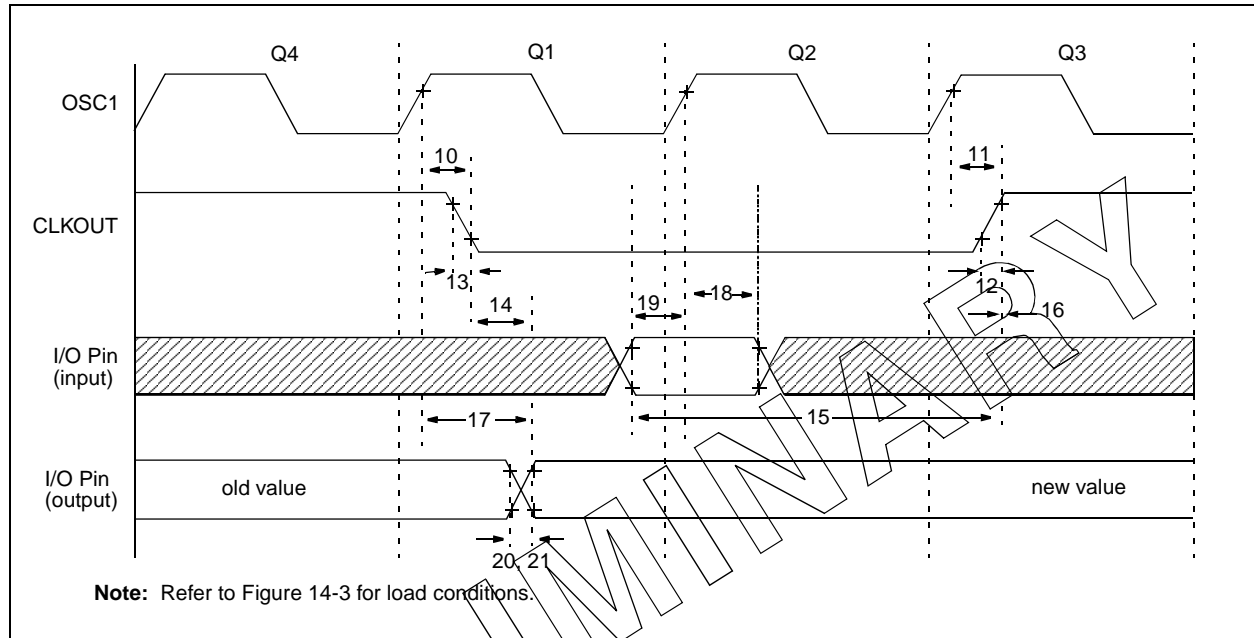 Q4 Q1 Q2 Q3
OSC1
10 11
CLKOUT
13 12
14 19 18 16
I/O Pin
(input)
17 15
I/O Pin
(output)
old value new value
20, 21
Note: Refer to Figure 14-3 for load conditions.
IMINARY